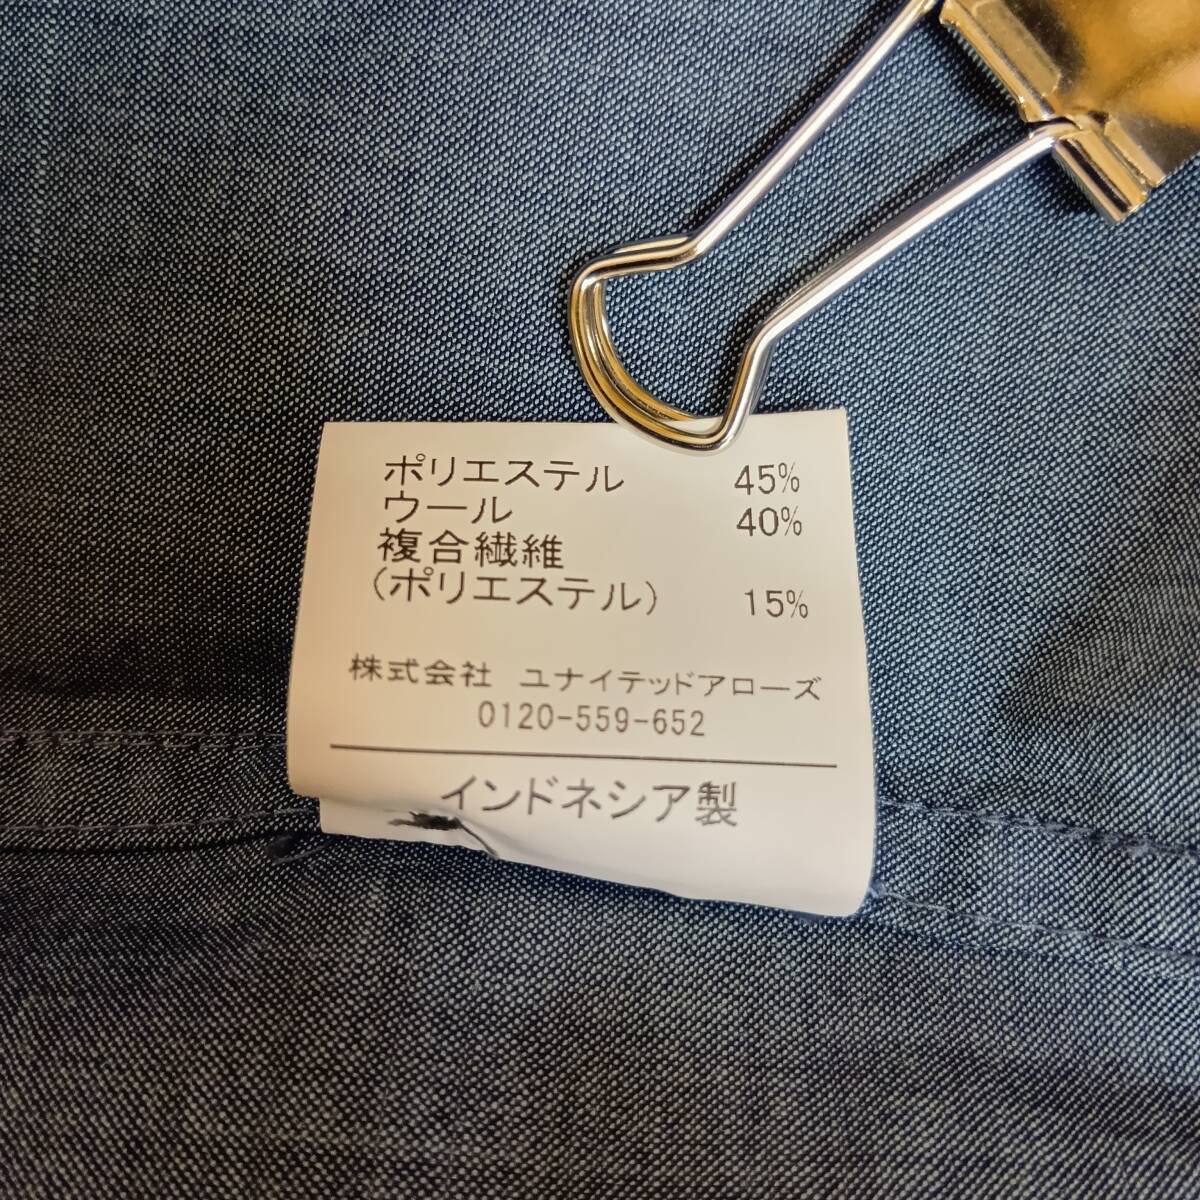 ポリエステル 45%
ウール 40%
複合繊維
(ポリエステル) 15%
株式会社 ユナイテッドアローズ
0120-559-652
インドネシア製